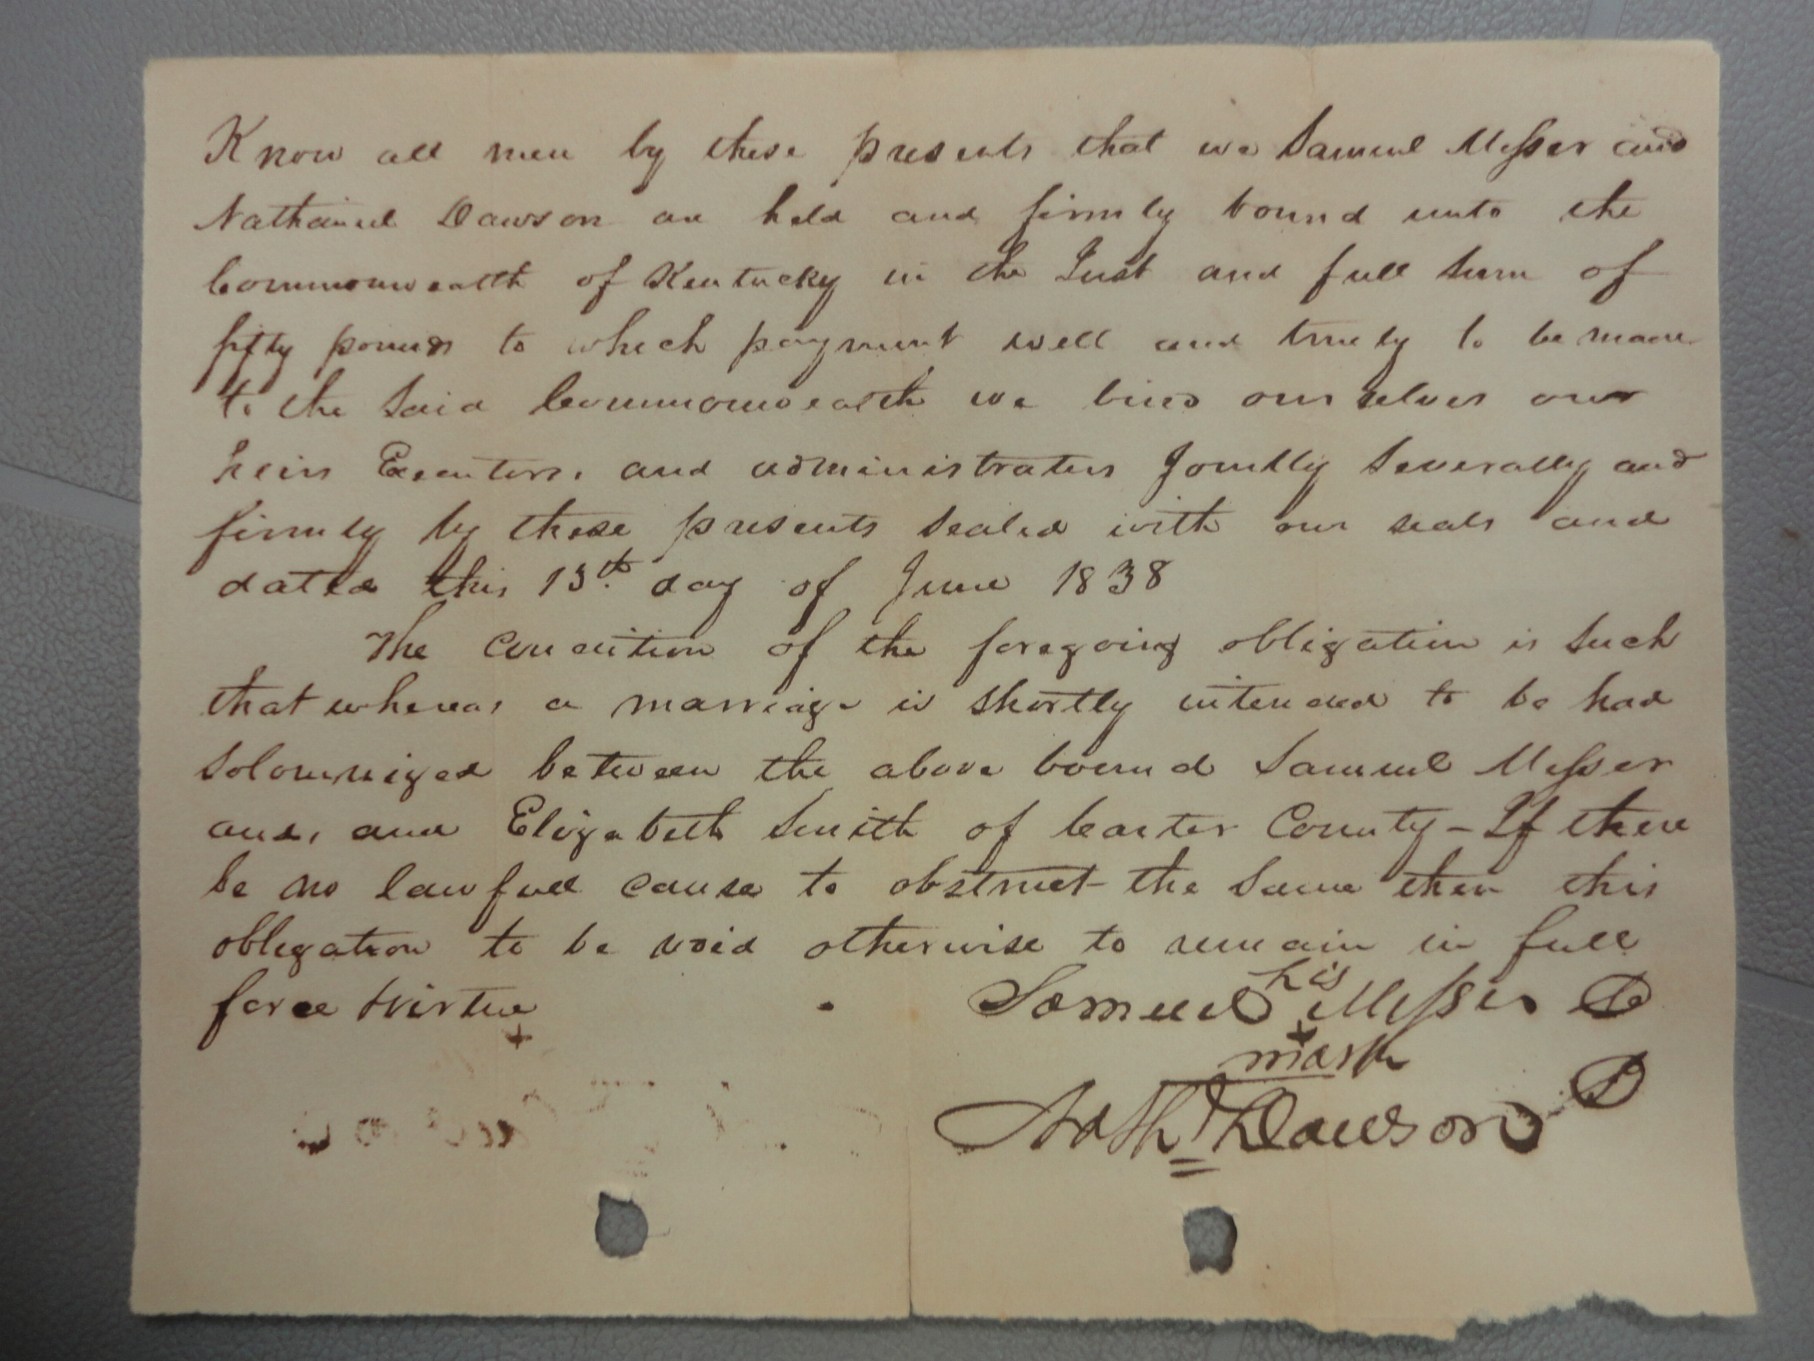 Know all men by these presents that we Samuel Messer and
Nathaniel Dawson are held and firmly bound unto the
Commonwealth of Kentucky in the Just and full Sum of
fifty pounds to which payment well and truely to be made
to the Said Commonwealth we bind ourselves our
heirs Executors, and administrators Jointly Severally and
firmly by these presents sealed with our seals and
dated this 13th day of June 1838
The Condition of the foregoing obligation is Such
that whereas a marriage is shortly intended to be had
Solomnized between the above bound Samuel Messer
and, and Elizabeth Smith of Carter County - If there
be no lawfull cause to obstruct the Same then this
obligation to be void otherwise to remain in full
force & virtue
Samuel his Messer
+
mark
Nathl Dawson